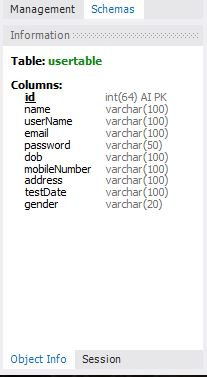 Management Schemas
Information
Table: usertable
Columns:
id int(64) AI PK
name varchar(100)
userName varchar(100)
email varchar(100)
password varchar(50)
dob varchar(100)
mobileNumber varchar(100)
address varchar(100)
testDate varchar(100)
gender varchar(20)
Object Info Session